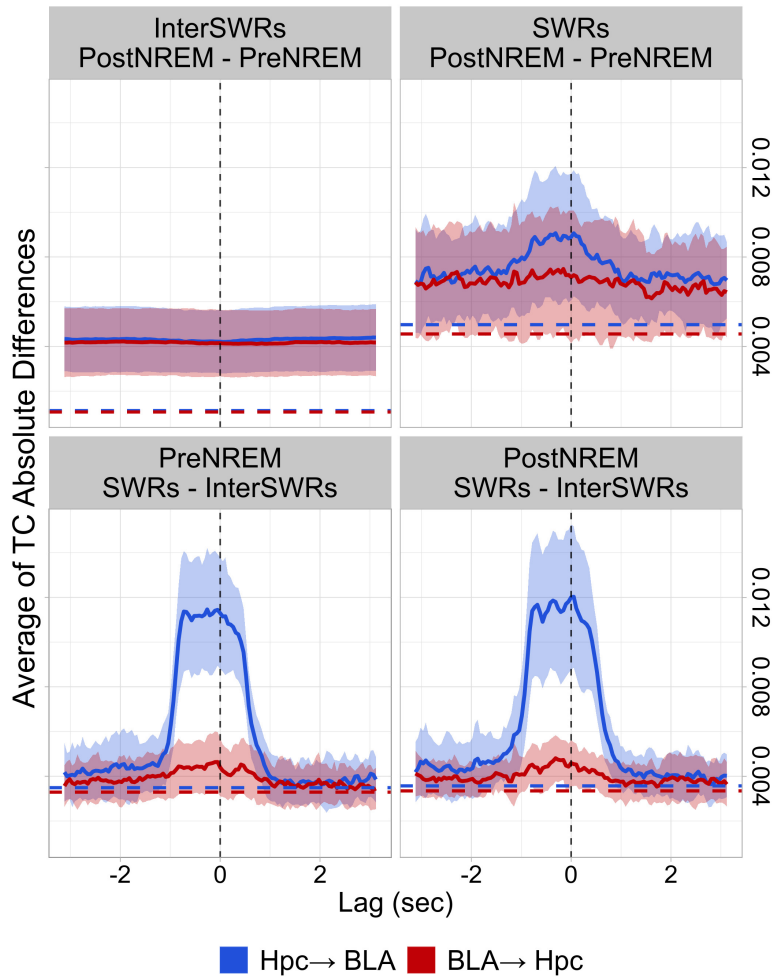 InterSWRs
PostNREM - PreNREM
SWRs
PostNREM - PreNREM
0.012
0.008
0.004
Average of TC Absolute Differences
PreNREM
SWRs - InterSWRs
PostNREM
SWRs - InterSWRs
0.012
0.008
0.004
-2 0 2 -2 0 2
Lag (sec)
Hpc→ BLA BLA→ Hpc